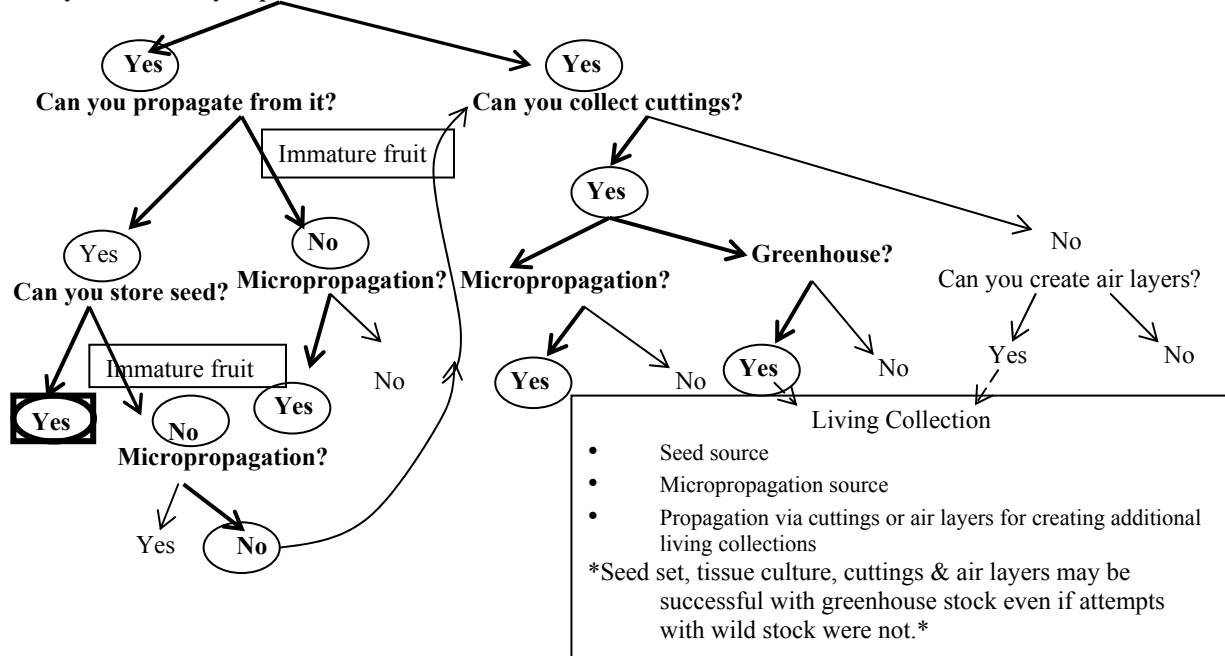 Yes Yes
Can you propagate from it? Can you collect cuttings?
Immature fruit
Yes
Yes No Greenhouse? No
Can you store seed? Micropropagation? Micropropagation? Can you create air layers?
Immature fruit No Yes No Yes No Yes No
Yes No Yes
Micropropagation?
Yes No
Living Collection
• Seed source
• Micropropagation source
• Propagation via cuttings or air layers for creating additional
living collections
*Seed set, tissue culture, cuttings & air layers may be
successful with greenhouse stock even if attempts
with wild stock were not.*